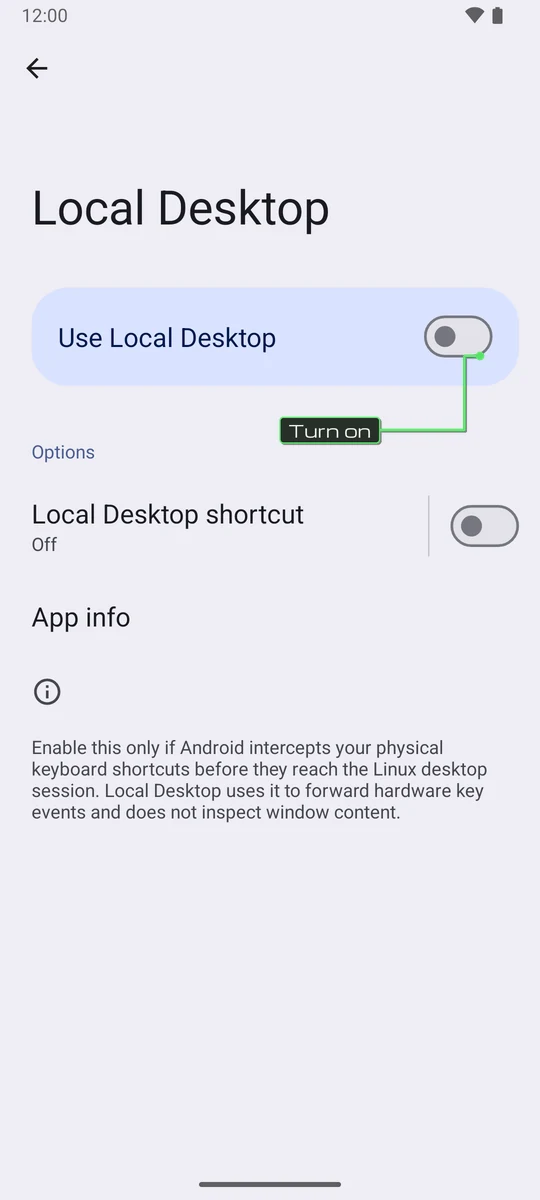 12:00
Local Desktop
Use Local Desktop
Turn on
Options
Local Desktop shortcut
Off
App info
Enable this only if Android intercepts your physical
keyboard shortcuts before they reach the Linux desktop
session. Local Desktop uses it to forward hardware key
events and does not inspect window content.